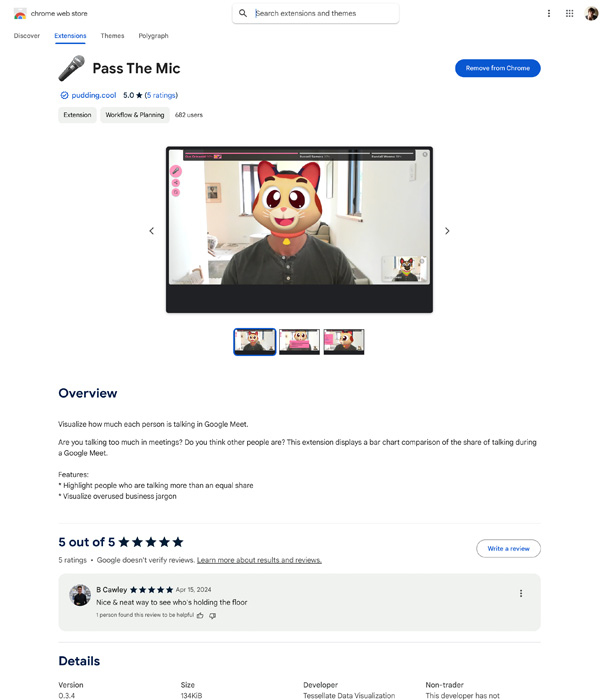 chrome web store
Search extensions and themes
Discover Extensions Themes Polygraph
Pass The Mic
Remove from Chrome
pudding.cool 5.0 ★ (5 ratings)
Extension Workflow & Planning 682 users
Overview
Visualize how much each person is talking in Google Meet.
Are you talking too much in meetings? Do you think other people are? This extension displays a bar chart comparison of the share of talking during
a Google Meet.
Features:
* Highlight people who are talking more than an equal share
* Visualize overused business jargon
5 out of 5 ★★★★★
Write a review
5 ratings • Google doesn't verify reviews. Learn more about results and reviews.
B Cawley ★★★★★ Apr 15, 2024
Nice & neat way to see who's holding the floor
1 person found this review to be helpful
Details
Version Size Developer Non-trader
0.3.4 134KiB Tessellate Data Visualization This developer has not